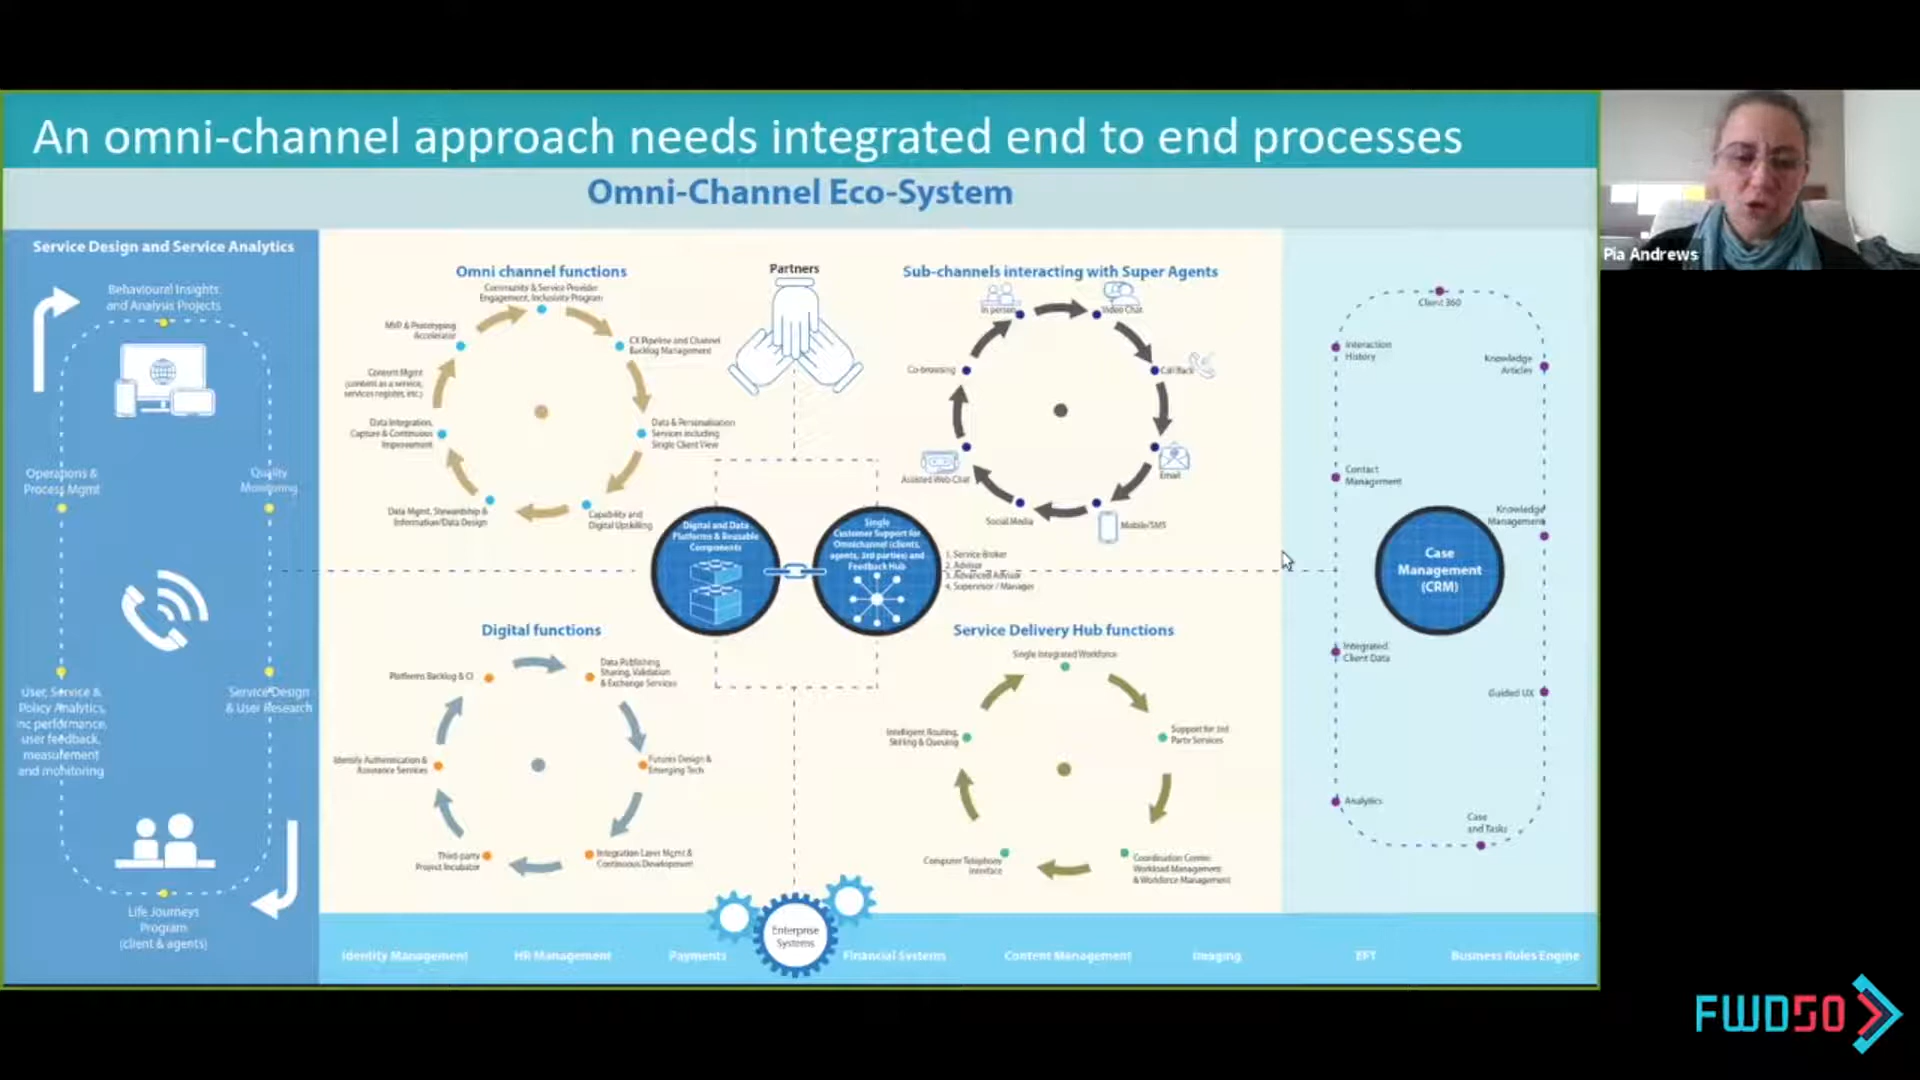 An omni-channel approach needs integrated end to end processes
Omni-Channel Eco-System
Pia Andrews
Service Design and Service Analytics
Behavioural Insights
and Analysis Projects
Operations &
Process Mgmt
Quality
Monitoring
User, Service &
Policy Analytics,
inc performance,
user feedback,
measurement
and monitoring
Service Design
& User Research
Life Journeys
Program
(client & agents)
Omni channel functions
Community & Service Provider
Engagement, Inclusivity Program
MVP & Prototyping
Accelerator
CX Pipeline and Channel
Backlog Management
Content Mgmt
(content as a service,
services register, etc.)
Data Integration,
Capture & Continuous
Improvement
Data & Personalisation
Services including
Single Client View
Data Mgmt, Stewardship &
Information/Data Design
Capability and
Digital Upskilling
Partners
Sub-channels interacting with Super Agents
In person
Video Chat
Co-browsing
Call Back
Assisted Web Chat
Email
Social Media
Mobile/SMS
Digital and Data
Platforms & Reusable
Components
Single
Customer Support for
Omnichannel (clients,
agents, 3rd parties) and
Feedback Hub
1. Service Broker
2. Advisor
3. Advanced Advisor
4. Supervisor / Manager
Digital functions
Platforms Backlog & CI
Data Publishing
Sharing, Validation
& Exchange Services
Identify Authentication &
Assurance Services
Futures Design &
Emerging Tech
Third-party
Project Incubator
Integration Layer Mgmt &
Continuous Development
Service Delivery Hub functions
Single Integrated Workforce
Intelligent Routing,
Skilling & Queuing
Support for 3rd
Party Services
Computer Telephony
Interface
Coordination Centre:
Workload Management
& Workforce Management
Client 360
Interaction
History
Knowledge
Articles
Contact
Management
Knowledge
Management
Case
Management
(CRM)
Integrated
Client Data
Guided UX
Analytics
Case
and Tasks
Enterprise
Systems
Identity Management
HR Management
Payments
Financial Systems
Content Management
Imaging
EFT
Business Rules Engine
FWD50